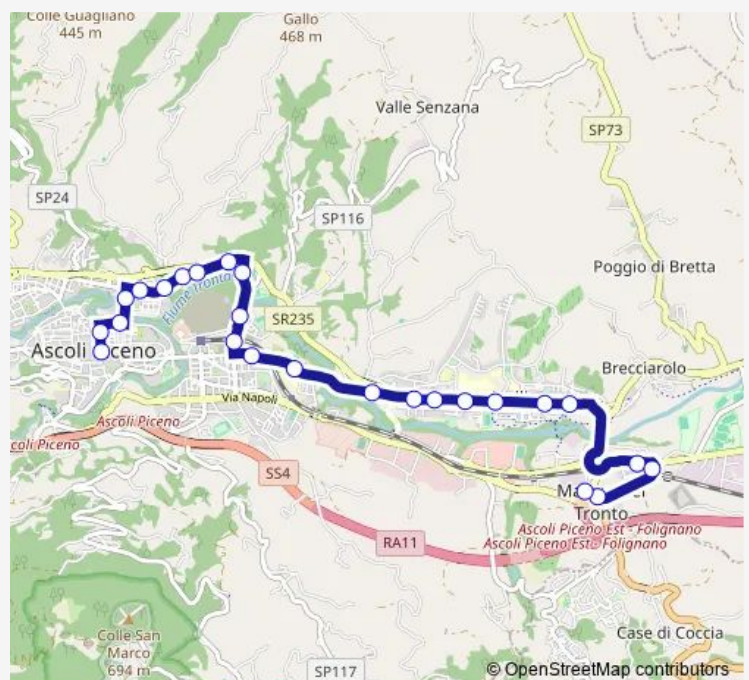 Colle Guagliano
445 m
Gallo
468 m
Valle Senzana
SP73
SP24
SP116
Poggio di Bretta
Fiume Tronto
SR235
Ascoli Piceno
Brecciarolo
Via Napoli
Ascoli Piceno
coli Piceno
SS4
Tronto
Ascoli Piceno Est - Folignano
Ascoli Piceno Est - Folignano
RA11
Colle San
Marco
694 m
Case di Coccia
SP117
© OpenStreetMap contributors